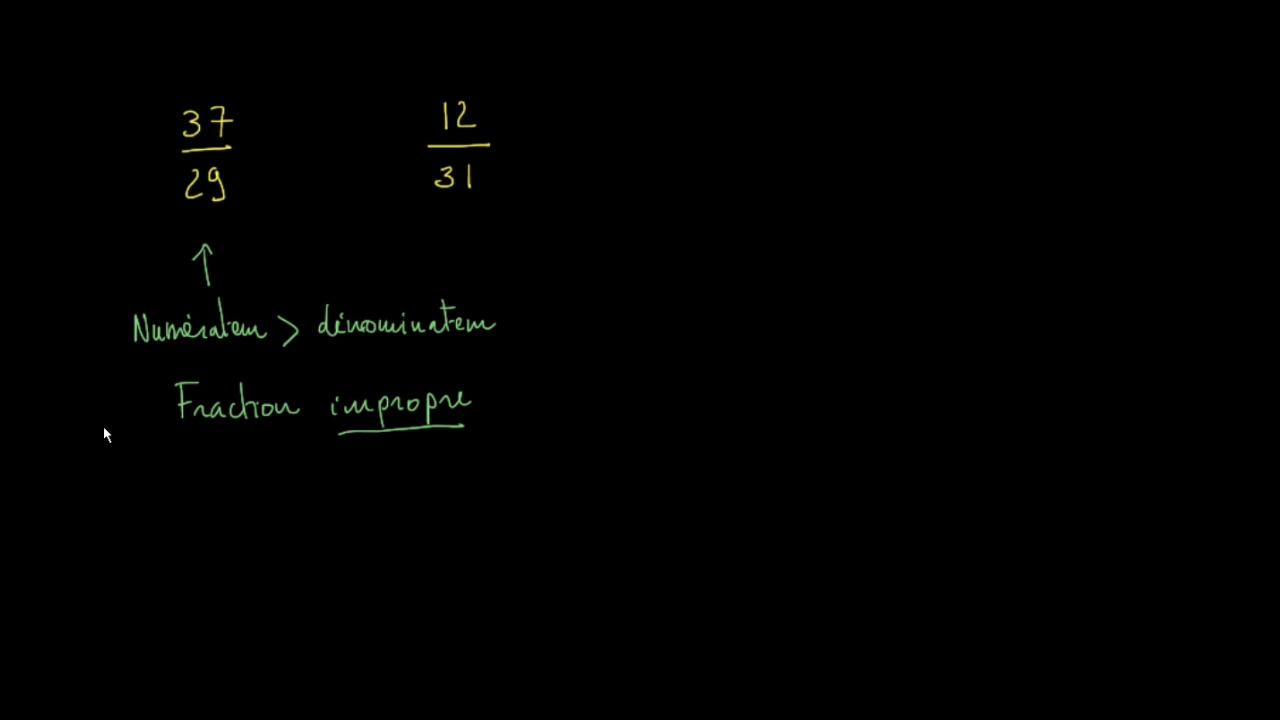 37 12
29 31
↑
Numérateur > dénominateur
Fraction impropre